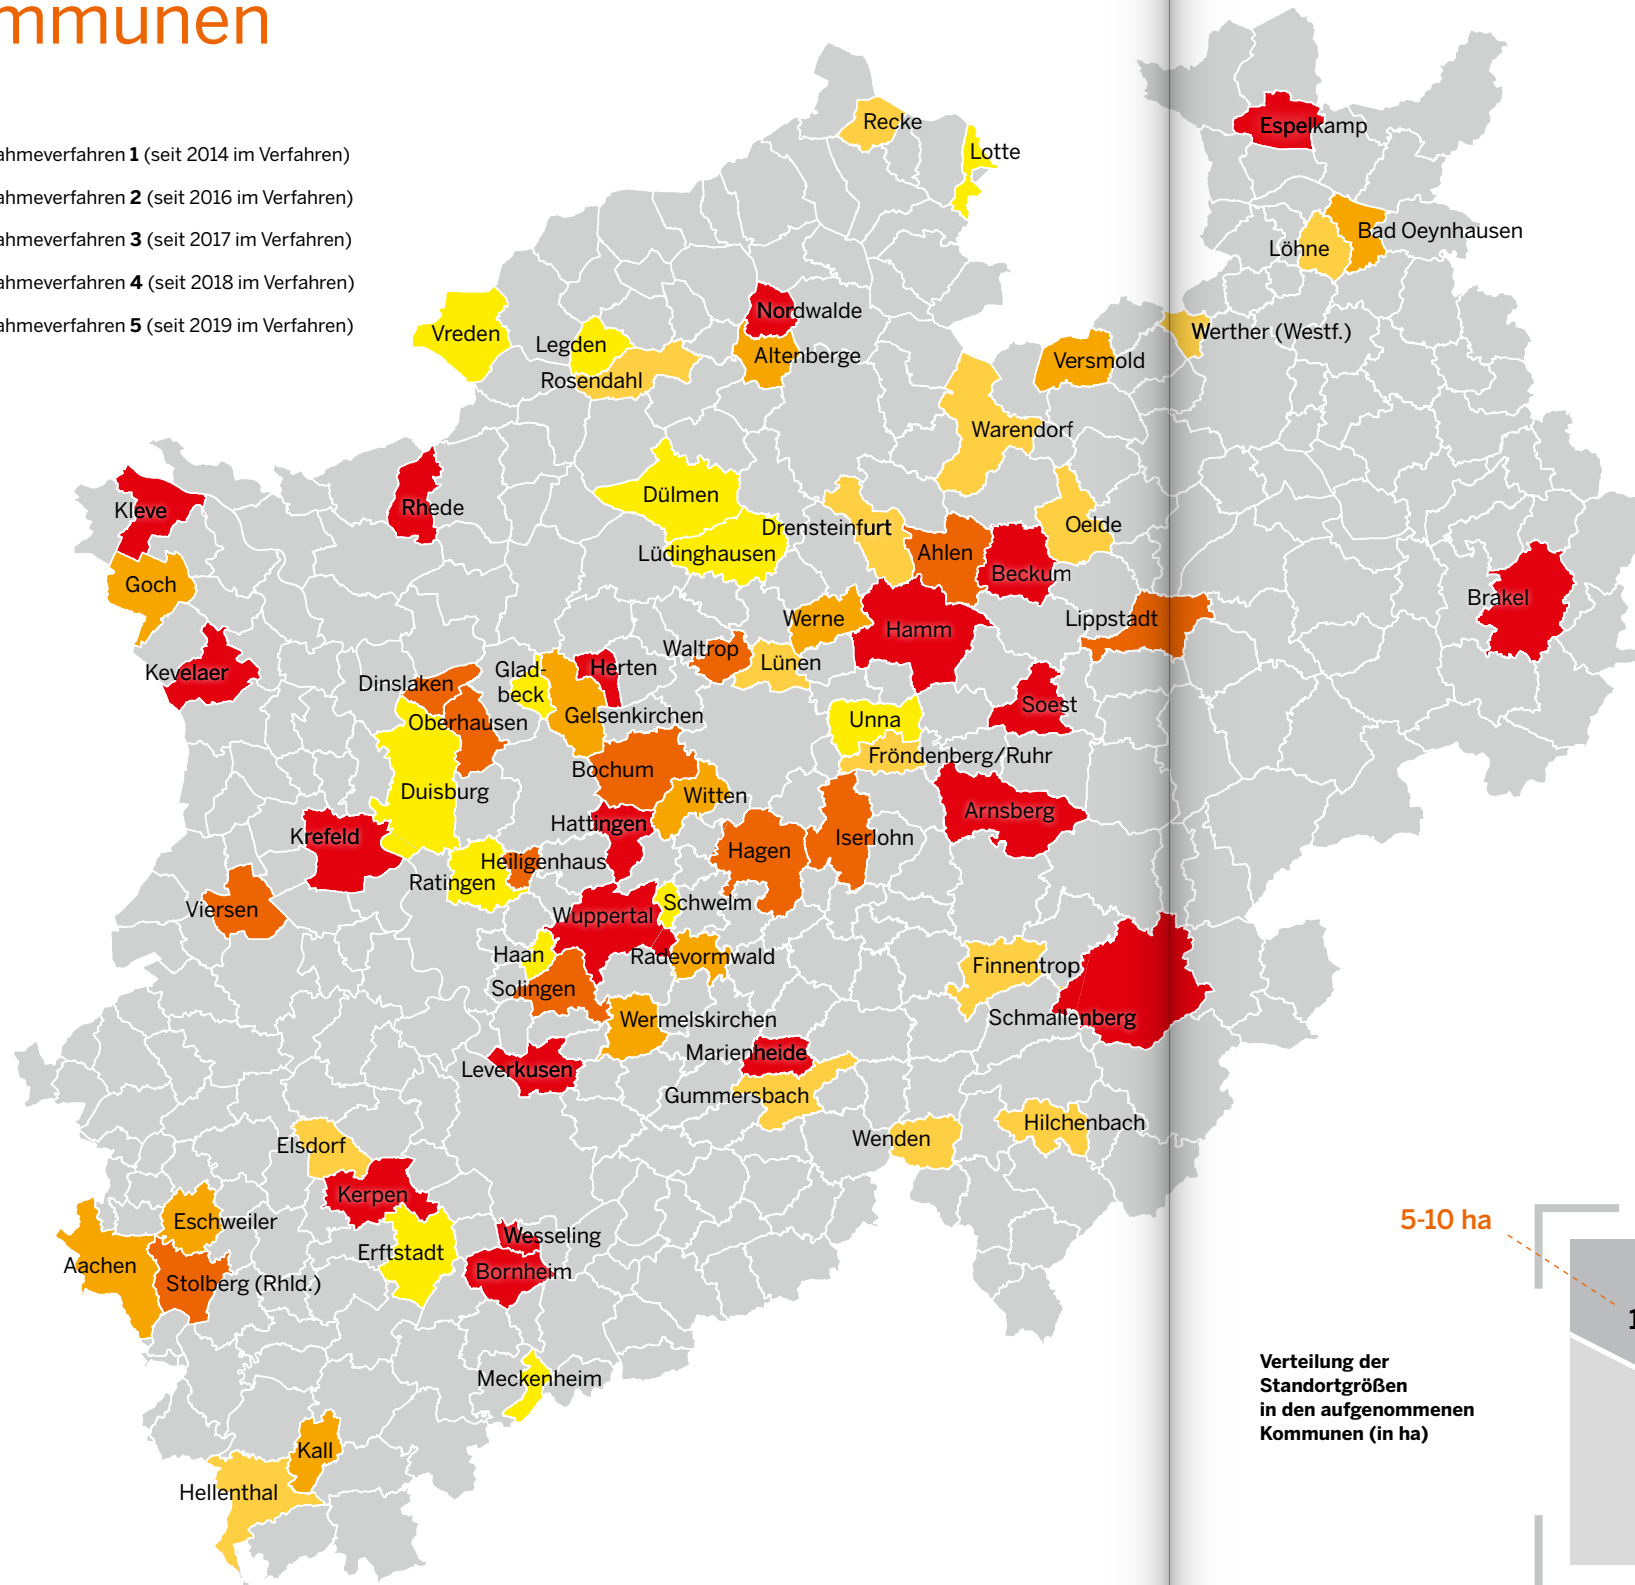 mmunen
ahmeverfahren 1 (seit 2014 im Verfahren)
ahmeverfahren 2 (seit 2016 im Verfahren)
ahmeverfahren 3 (seit 2017 im Verfahren)
ahmeverfahren 4 (seit 2018 im Verfahren)
ahmeverfahren 5 (seit 2019 im Verfahren)
Recke
Lotte
Espelkamp
Bad Oeynhausen
Löhne
Nordwalde
Vreden
Legden
Werther (Westf.)
Altenberge
Versmold
Rosendahl
Warendorf
Dülmen
Kleve
Rhede
Drensteinfurt
Oelde
Lüdinghausen
Ahlen
Beckum
Goch
Brakel
Werne
Hamm
Lippstadt
Waltrop
Lünen
Kevelaer
Dinslaken
Glad-
beck
Herten
Soest
Oberhausen
Gelsenkirchen
Unna
Fröndenberg/Ruhr
Bochum
Duisburg
Witten
Arnsberg
Hattingen
Krefeld
Iserlohn
Hagen
Heiligenhaus
Ratingen
Viersen
Schwelm
Wuppertal
Haan
Radevormwald
Finnentrop
Solingen
Wermelskirchen
Schmallenberg
Marienheide
Leverkusen
Gummersbach
Hilchenbach
Wenden
Elsdorf
Kerpen
Eschweiler
Wesseling
Erftstadt
Aachen
Bornheim
Stolberg (Rhld.)
Meckenheim
Kall
Hellenthal
5-10 ha
1
Verteilung der
Standortgrößen
in den aufgenommenen
Kommunen (in ha)